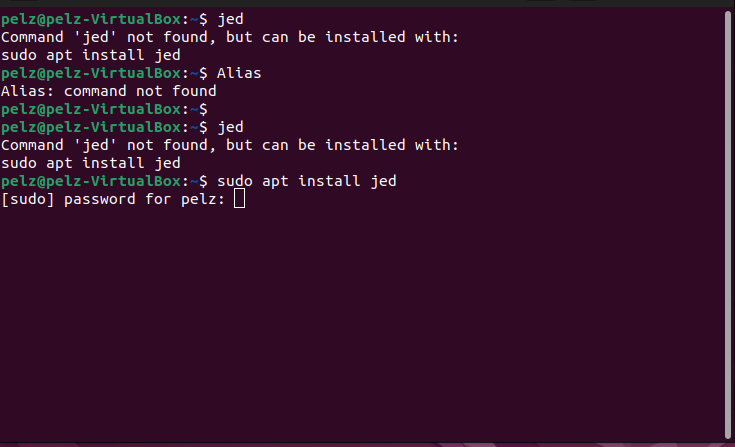 pelz@pelz-VirtualBox:~$ jed
Command 'jed' not found, but can be installed with:
sudo apt install jed
pelz@pelz-VirtualBox:~$ Alias
Alias: command not found
pelz@pelz-VirtualBox:~$
pelz@pelz-VirtualBox:~$ jed
Command 'jed' not found, but can be installed with:
sudo apt install jed
pelz@pelz-VirtualBox:~$ sudo apt install jed
[sudo] password for pelz: